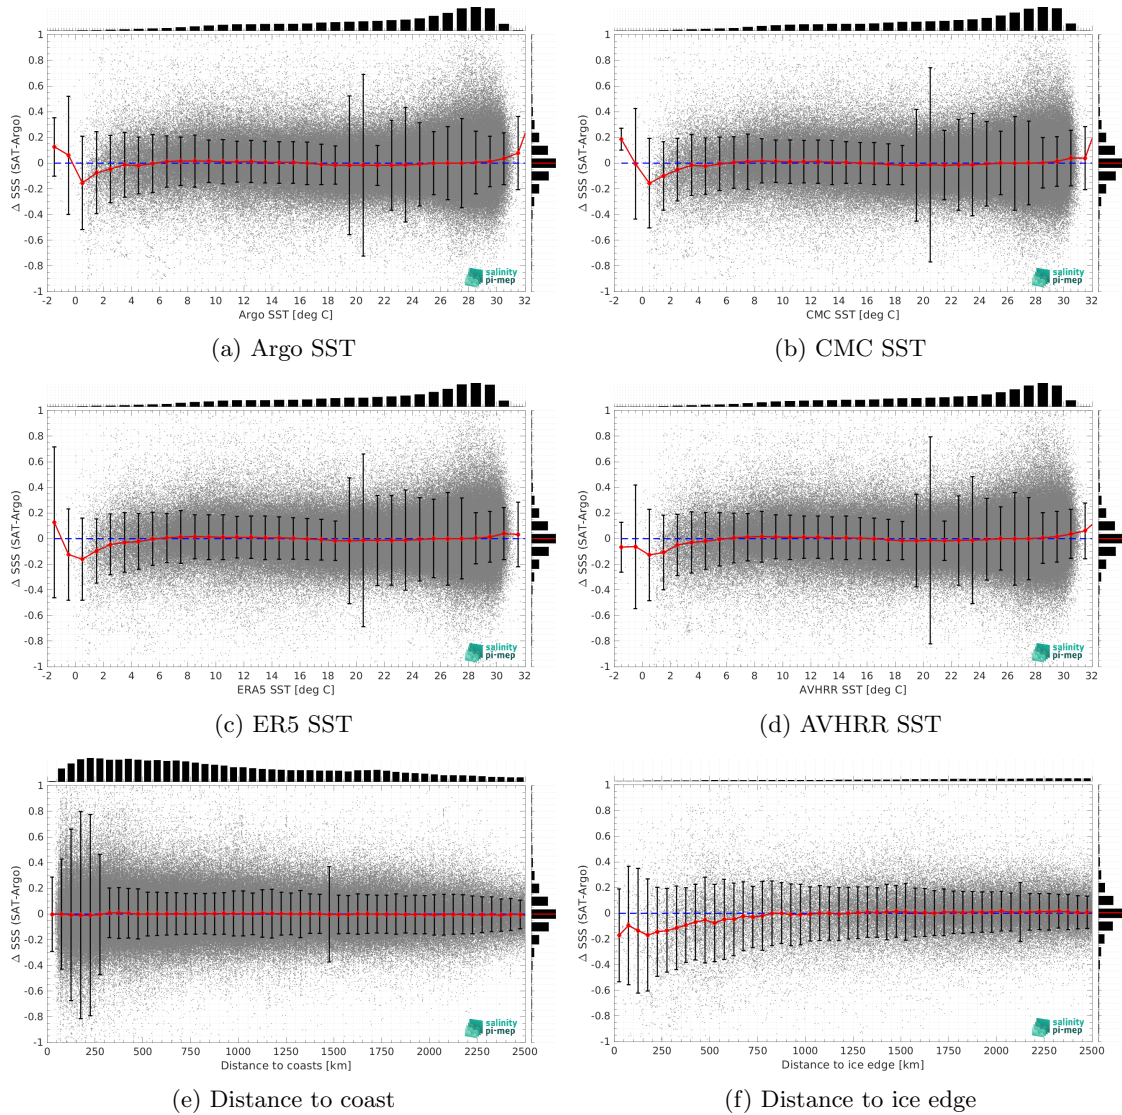 1
0.8
0.6
0.4
0.2
0
-0.2
-0.4
-0.6
-0.8
-1
Δ SSS (SAT-Argo)
-2 0 2 4 6 8 10 12 14 16 18 20 22 24 26 28 30 32
Argo SST [deg C]
salinity
pi-mep
(a) Argo SST
1
0.8
0.6
0.4
0.2
0
-0.2
-0.4
-0.6
-0.8
-1
Δ SSS (SAT-Argo)
-2 0 2 4 6 8 10 12 14 16 18 20 22 24 26 28 30 32
CMC SST [deg C]
salinity
pi-mep
(b) CMC SST
1
0.8
0.6
0.4
0.2
0
-0.2
-0.4
-0.6
-0.8
-1
Δ SSS (SAT-Argo)
-2 0 2 4 6 8 10 12 14 16 18 20 22 24 26 28 30 32
ERA5 SST [deg C]
salinity
pi-mep
(c) ER5 SST
1
0.8
0.6
0.4
0.2
0
-0.2
-0.4
-0.6
-0.8
-1
Δ SSS (SAT-Argo)
-2 0 2 4 6 8 10 12 14 16 18 20 22 24 26 28 30 32
AVHRR SST [deg C]
salinity
pi-mep
(d) AVHRR SST
1
0.8
0.6
0.4
0.2
0
-0.2
-0.4
-0.6
-0.8
-1
Δ SSS (SAT-Argo)
0 250 500 750 1000 1250 1500 1750 2000 2250 2500
Distance to coasts [km]
salinity
pi-mep
(e) Distance to coast
1
0.8
0.6
0.4
0.2
0
-0.2
-0.4
-0.6
-0.8
-1
Δ SSS (SAT-Argo)
0 250 500 750 1000 1250 1500 1750 2000 2250 2500
Distance to ice edge [km]
salinity
pi-mep
(f) Distance to ice edge